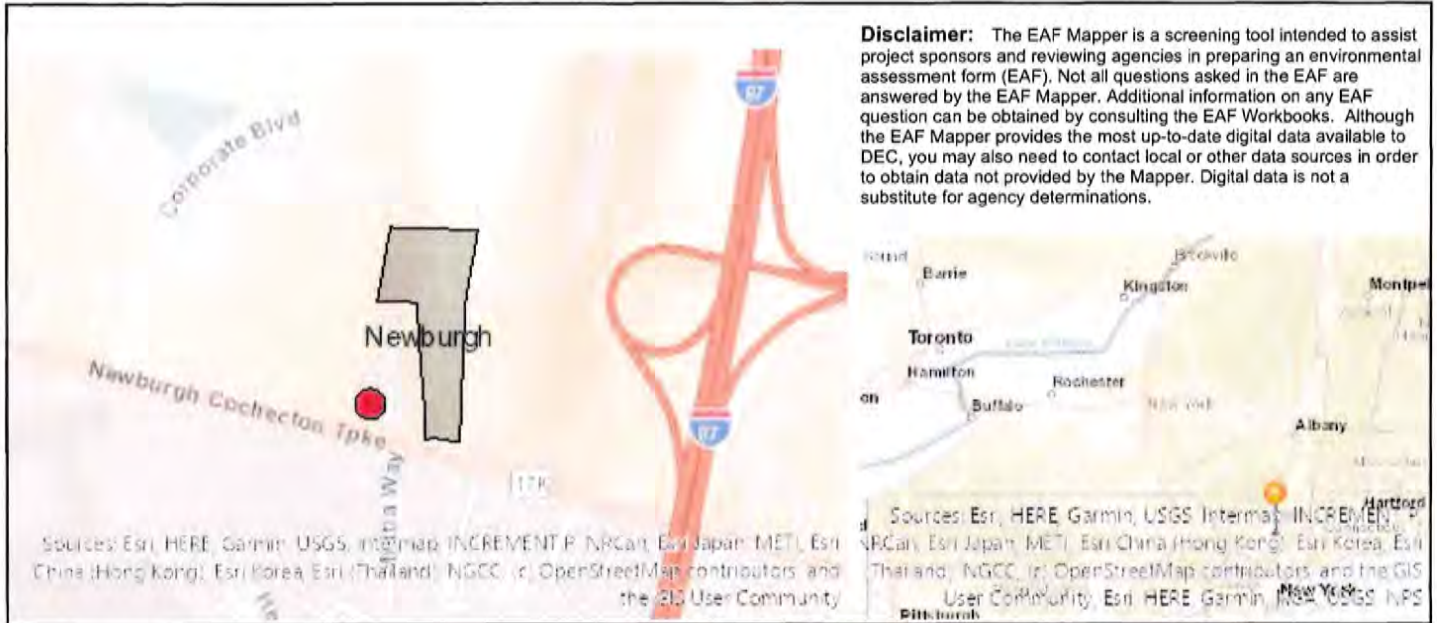 Disclaimer: The EAF Mapper is a screening tool intended to assist
project sponsors and reviewing agencies in preparing an environmental
assessment form (EAF). Not all questions asked in the EAF are
answered by the EAF Mapper. Additional information on any EAF
question can be obtained by consulting the EAF Workbooks. Although
the EAF Mapper provides the most up-to-date digital data available to
DEC, you may also need to contact local or other data sources in order
to obtain data not provided by the Mapper. Digital data is not a
substitute for agency determinations.
Corporate Blvd
87
Newburgh
Newburgh Cochecton Tpke
87
Way
17K
Sources: Esri, HERE, Garmin, USGS, Intermap, INCREMENT P, NRCan, Esri Japan, METI, Esri
China (Hong Kong), Esri Korea, Esri (Thailand), NGCC, (c) OpenStreetMap contributors, and
the GIS User Community
Barrie
Kingston
Brockville
Montpel
Toronto
Hamilton
Rochester
Buffalo
New York
Albany
Hartford
Sources: Esri, HERE, Garmin, USGS, Intermap, INCREMENT P,
NRCan, Esri Japan, METI, Esri China (Hong Kong), Esri Korea, Esri
(Thailand), NGCC, (c) OpenStreetMap contributors, and the GIS
User Community, Esri, HERE, Garmin, USGS, NPS
New York
Pittsburgh